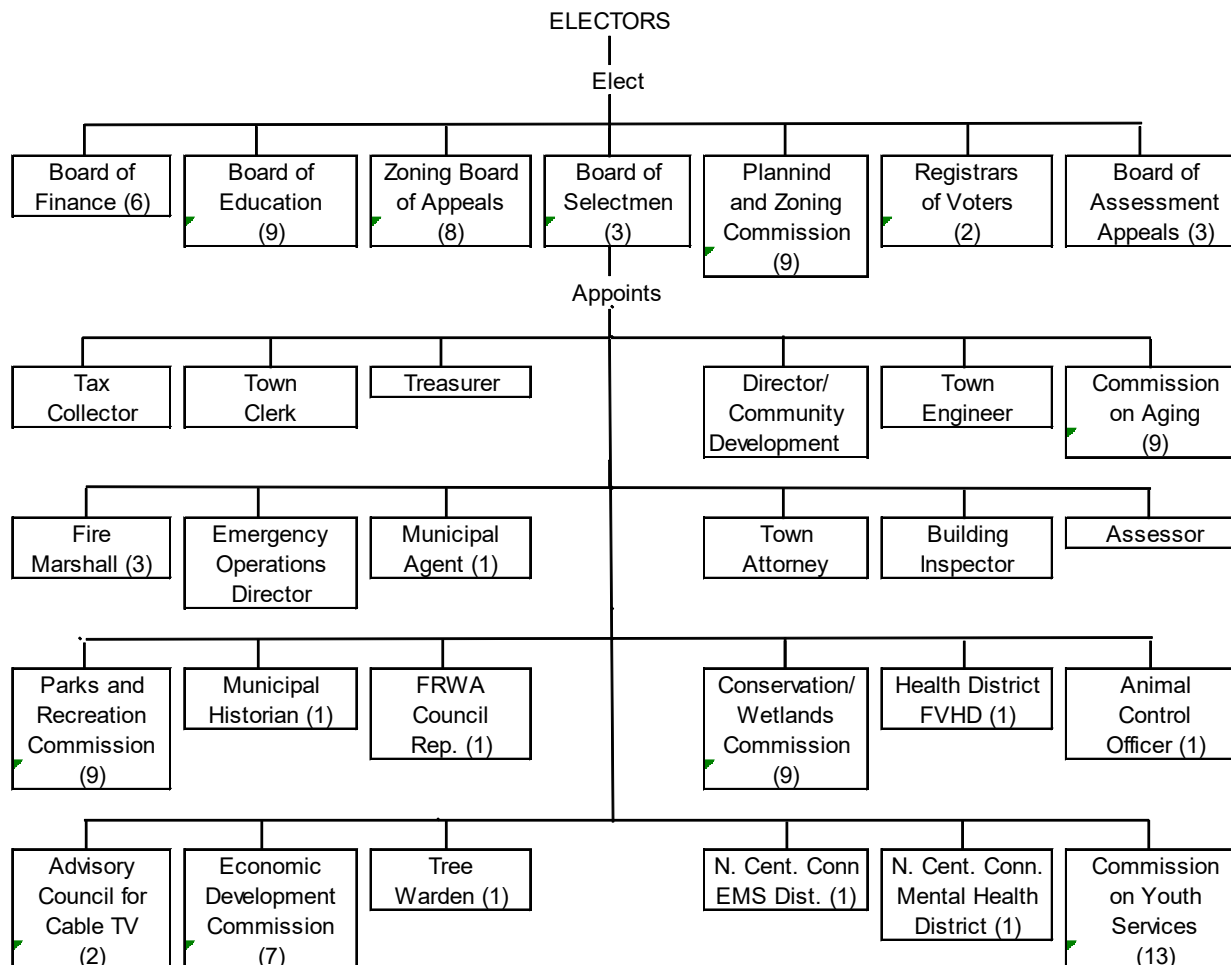 ELECTORS
Elect
Board of
Finance (6)
Board of
Education
(9)
Zoning Board
of Appeals
(8)
Board of
Selectmen
(3)
Plannind
and Zoning
Commission
(9)
Registrars
of Voters
(2)
Board of
Assessment
Appeals (3)
Appoints
Tax
Collector
Town
Clerk
Treasurer
Director/
Community
Development
Town
Engineer
Commission
on Aging
(9)
Fire
Marshall (3)
Emergency
Operations
Director
Municipal
Agent (1)
Town
Attorney
Building
Inspector
Assessor
Parks and
Recreation
Commission
(9)
Municipal
Historian (1)
FRWA
Council
Rep. (1)
Conservation/
Wetlands
Commission
(9)
Health District
FVHD (1)
Animal
Control
Officer (1)
Advisory
Council for
Cable TV
(2)
Economic
Development
Commission
(7)
Tree
Warden (1)
N. Cent. Conn
EMS Dist. (1)
N. Cent. Conn.
Mental Health
District (1)
Commission
on Youth
Services
(13)